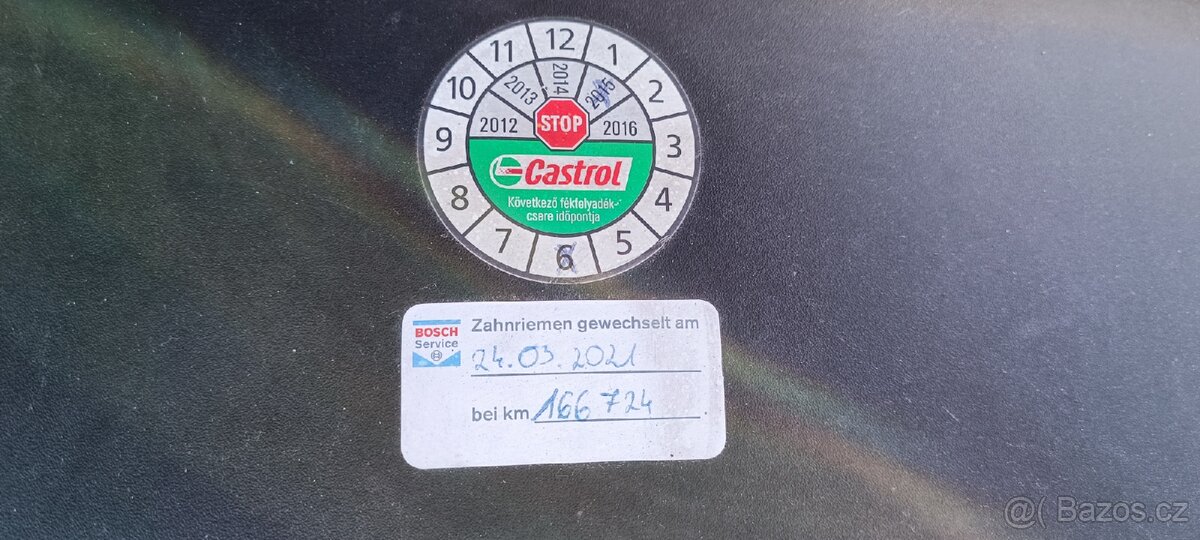 11 12 1
10 2
9 3
8 4
7 6 5
2012 2013 2014 2015 2016
STOP
Castrol
Következő fékfolyadék-
csere időpontja
BOSCH
Service
Zahnriemen gewechselt am
24.03.2021
bei km 166 724
@( Bazos.cz